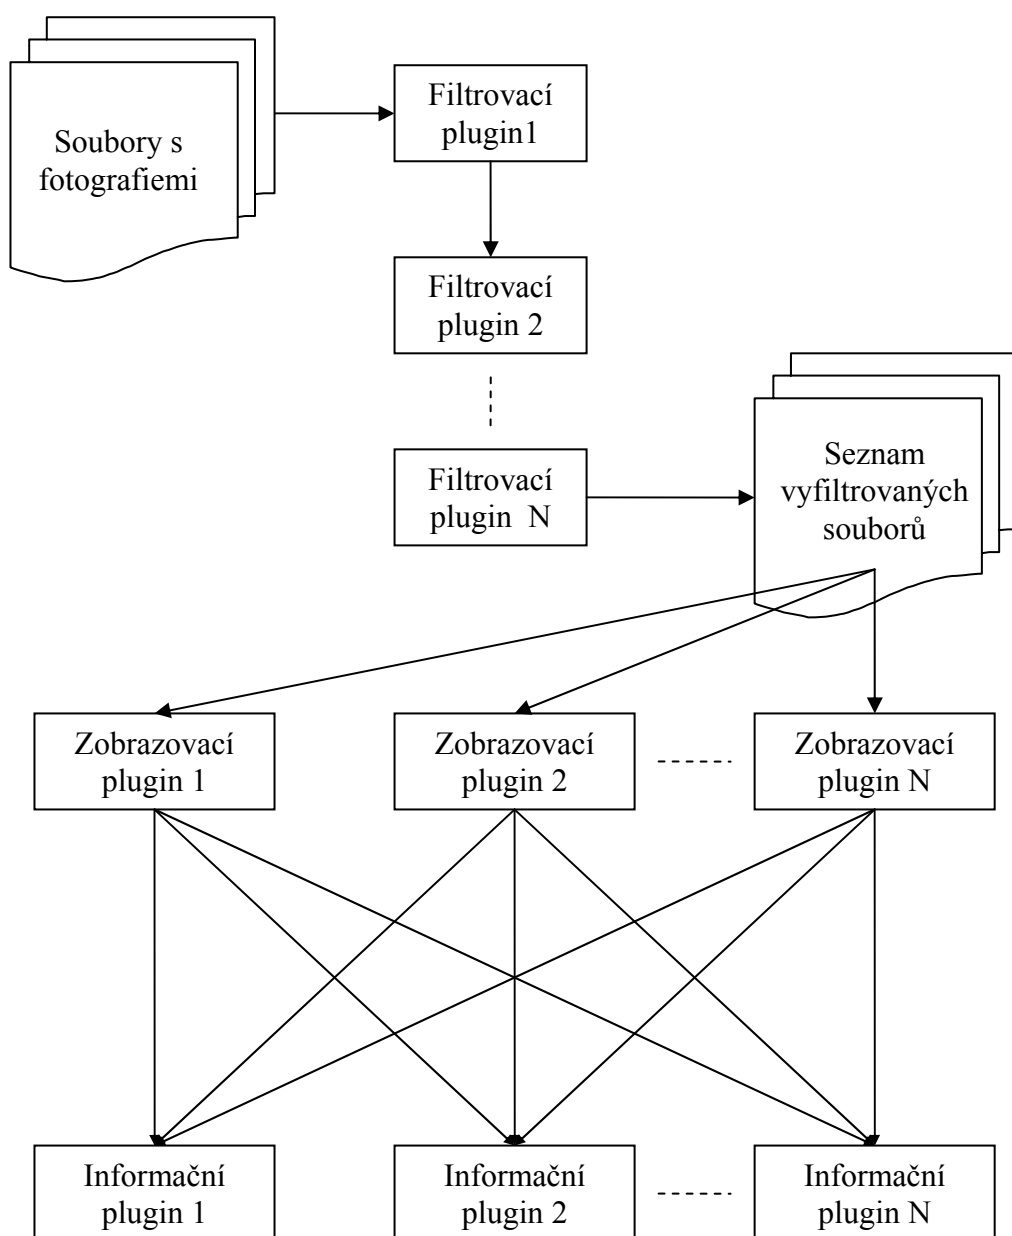 Soubory s
fotografiemi
Filtrovací
plugin1
Filtrovací
plugin 2
Filtrovací
plugin  N
Seznam
vyfiltrovaných
souborů
Zobrazovací
plugin 1
Zobrazovací
plugin 2
Zobrazovací
plugin N
Informační
plugin 1
Informační
plugin 2
Informační
plugin N